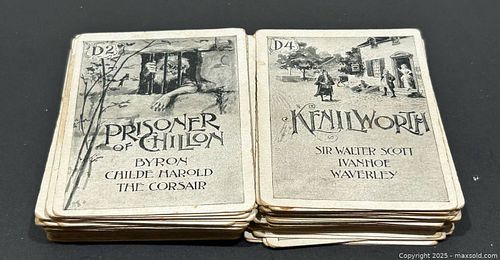 D2
PRISONER
OF CHILLON
BYRON
CHILDE HAROLD
THE CORSAIR
D4
KENILWORTH
SIR WALTER SCOTT
IVANHOE
WAVERLEY
Copyright 2025 - maxsold.com